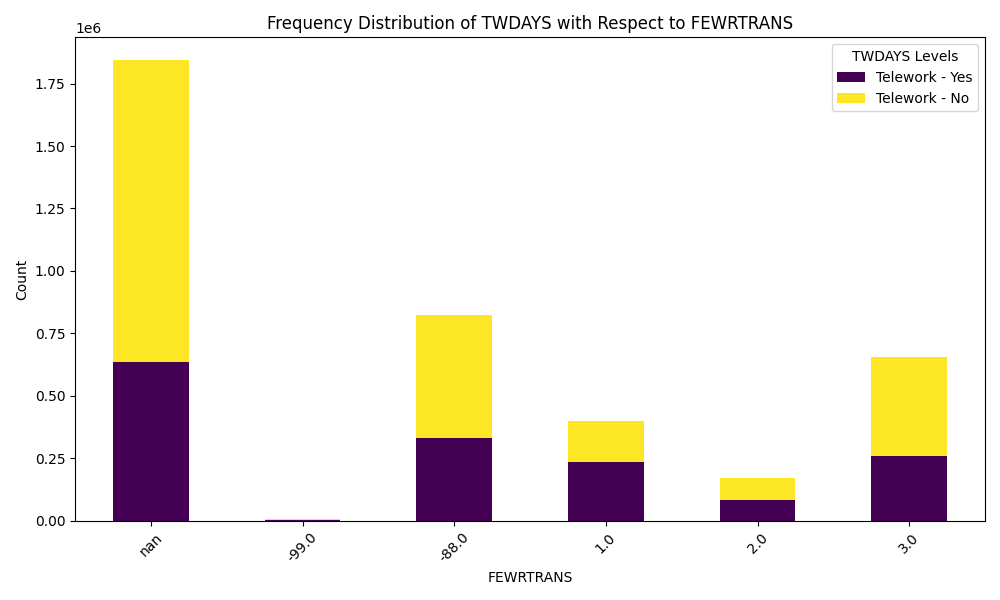 Frequency Distribution of TWDAYS with Respect to FEWRTRANS
1e6
TWDAYS Levels
Telework - Yes
Telework - No
1.75
1.50
1.25
1.00
0.75
0.50
0.25
0.00
Count
nan
-99.0
-88.0
1.0
2.0
3.0
FEWRTRANS